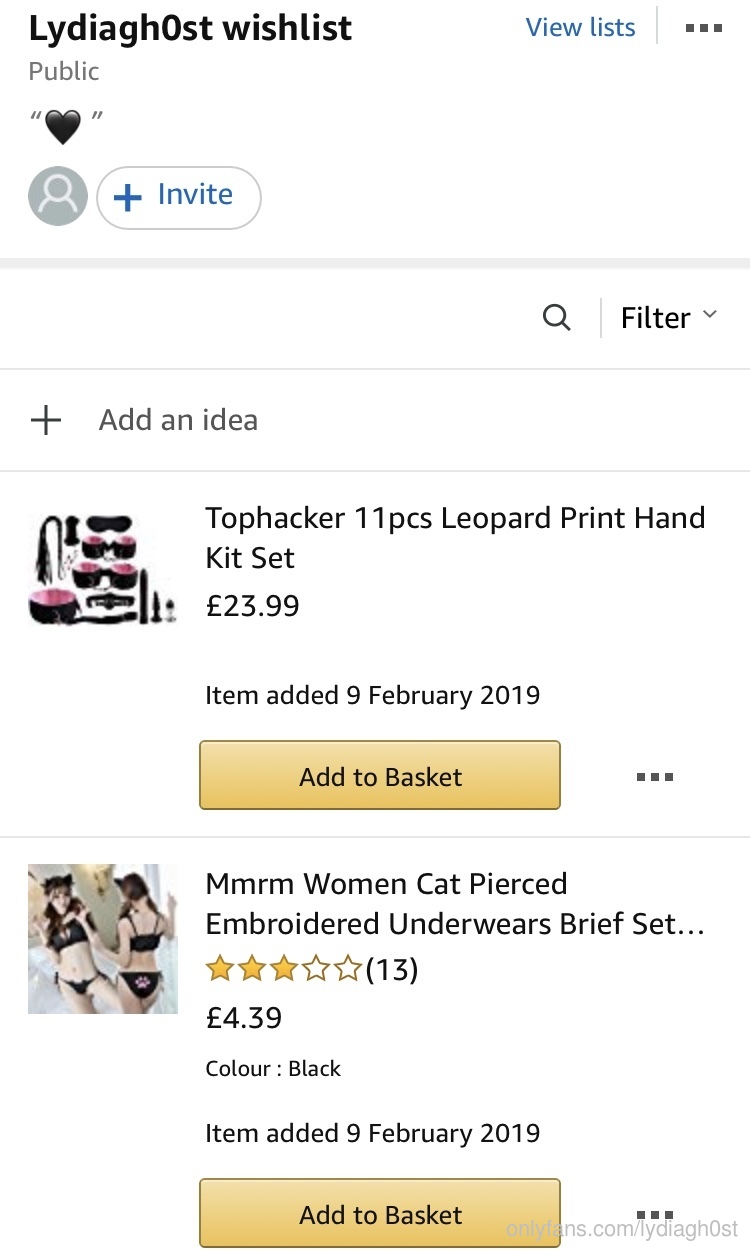 Lydiagh0st wishlist
View lists
Public
“🖤”
Invite
Filter
Add an idea
Tophacker 11pcs Leopard Print Hand
Kit Set
£23.99
Item added 9 February 2019
Add to Basket
Mmrm Women Cat Pierced
Embroidered Underwears Brief Set...
(13)
£4.39
Colour : Black
Item added 9 February 2019
Add to Basket
onlyfans.com/lydiagh0st